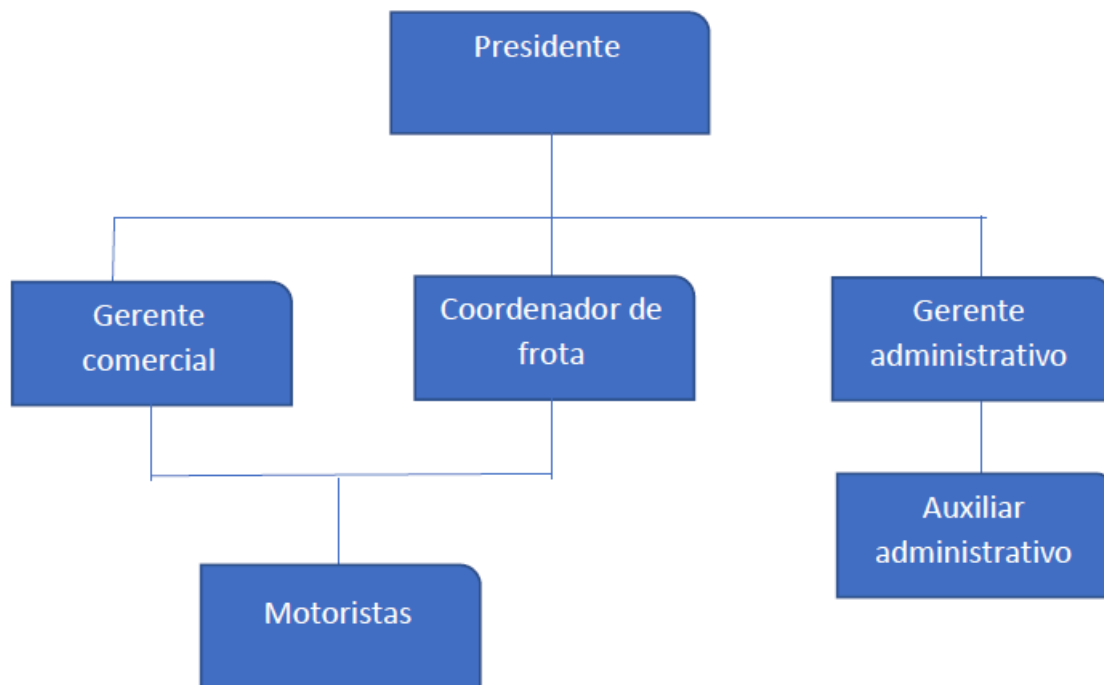 Presidente
Gerente
comercial
Coordenador de
frota
Gerente
administrativo
Auxiliar
administrativo
Motoristas